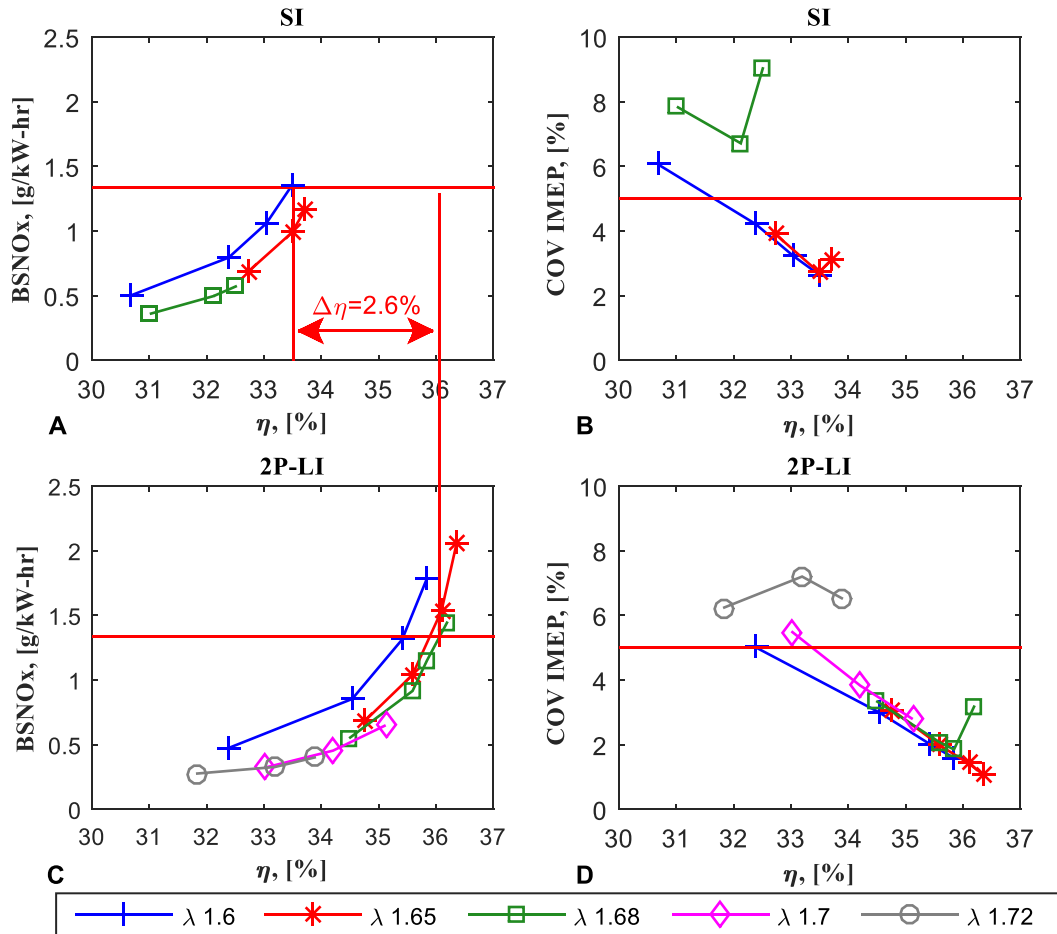 SI
2.5
2
1.5
1
0.5
0
BSNOx, [g/kW-hr]
Δη=2.6%
30 31 32 33 34 35 36 37
η, [%]
A
SI
10
8
6
4
2
0
COV IMEP, [%]
30 31 32 33 34 35 36 37
η, [%]
B
2P-LI
2.5
2
1.5
1
0.5
0
BSNOx, [g/kW-hr]
30 31 32 33 34 35 36 37
η, [%]
C
2P-LI
10
8
6
4
2
0
COV IMEP, [%]
30 31 32 33 34 35 36 37
η, [%]
D
λ 1.6 λ 1.65 λ 1.68 λ 1.7 λ 1.72